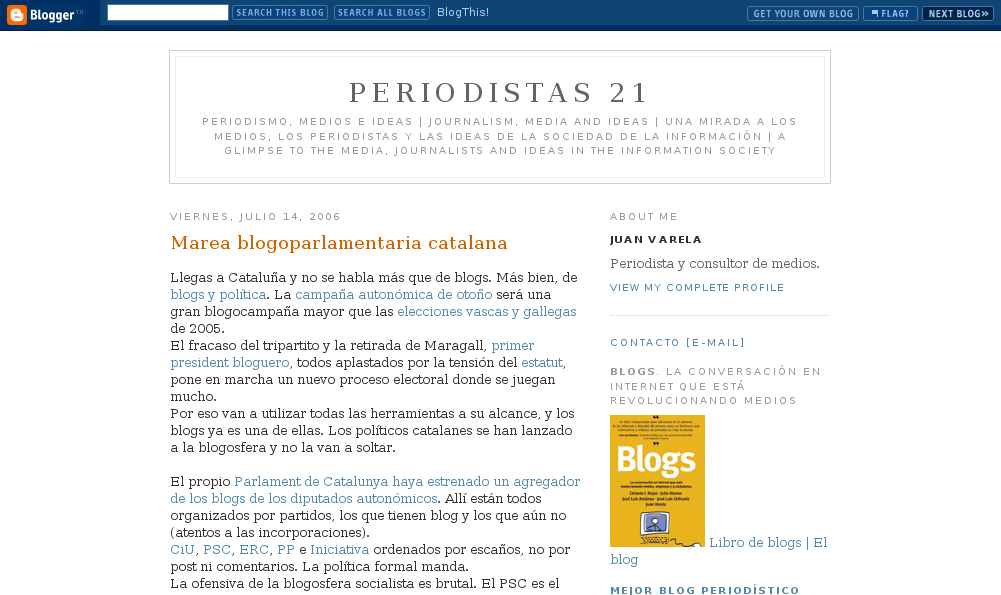 Blogger™
SEARCH THIS BLOG
SEARCH ALL BLOGS
BlogThis!
GET YOUR OWN BLOG
FLAG?
NEXT BLOG»
PERIODISTAS 21
PERIODISMO, MEDIOS E IDEAS | JOURNALISM, MEDIA AND IDEAS | UNA MIRADA A LOS
MEDIOS, LOS PERIODISTAS Y LAS IDEAS DE LA SOCIEDAD DE LA INFORMACIÓN | A
GLIMPSE TO THE MEDIA, JOURNALISTS AND IDEAS IN THE INFORMATION SOCIETY
VIERNES, JULIO 14, 2006
Marea blogoparlamentaria catalana
Llegas a Cataluña y no se habla más que de blogs. Más bien, de
blogs y política. La campaña autonómica de otoño será una
gran blogocampaña mayor que las elecciones vascas y gallegas
de 2005.
El fracaso del tripartito y la retirada de Maragall, primer
president bloguero, todos aplastados por la tensión del estatut,
pone en marcha un nuevo proceso electoral donde se juegan
mucho.
Por eso van a utilizar todas las herramientas a su alcance, y los
blogs ya es una de ellas. Los políticos catalanes se han lanzado
a la blogosfera y no la van a soltar.
El propio Parlament de Catalunya haya estrenado un agregador
de los blogs de los diputados autonómicos. Allí están todos
organizados por partidos, los que tienen blog y los que aún no
(atentos a las incorporaciones).
CiU, PSC, ERC, PP e Iniciativa ordenados por escaños, no por
post ni comentarios. La política formal manda.
La ofensiva de la blogosfera socialista es brutal. El PSC es el
ABOUT ME
JUAN VARELA
Periodista y consultor de medios.
VIEW MY COMPLETE PROFILE
CONTACTO [E-MAIL]
BLOGS. LA CONVERSACIÓN EN
INTERNET QUE ESTÁ
REVOLUCIONANDO MEDIOS
Blogs
La conversación en internet que está
revolucionando medios, empresas y a ciudadanos
Octavio I. Rojas · Julio Alonso
José Luis Antúnez · José Luis Orihuela
Juan Varela
Libro de blogs | El
blog
MEJOR BLOG PERIODÍSTICO